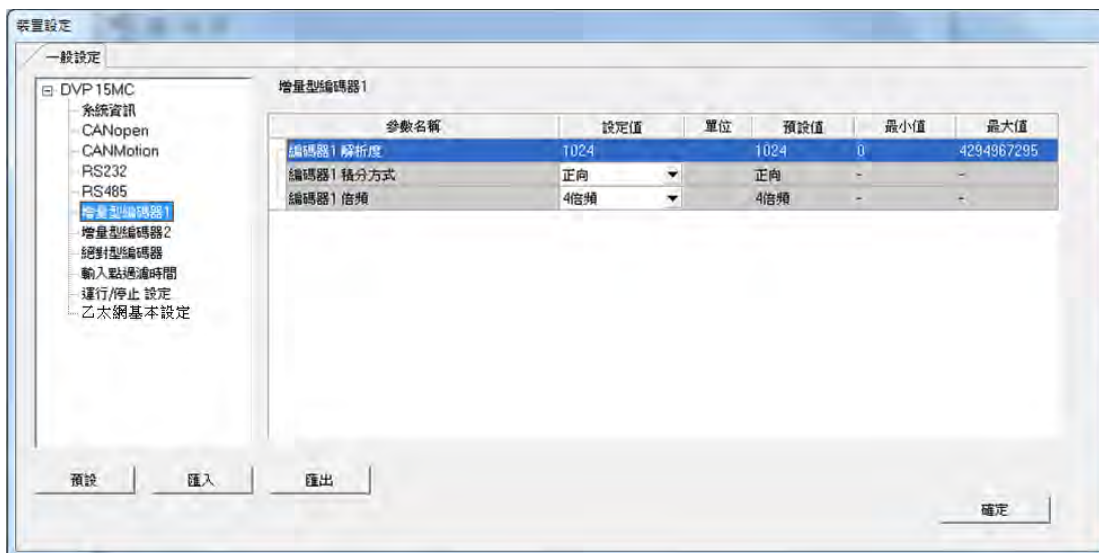 裝置設定
一般設定
DVP 15MC
系統資訊
CANopen
CANMotion
RS232
RS485
增量型編碼器1
增量型編碼器2
絕對型編碼器
輸入點過濾時間
運行/停止 設定
乙太網基本設定
增量型編碼器1
參數名稱 設定值 單位 預設值 最小值 最大值
編碼器1 解析度 1024 1024 0 4294967295
編碼器1 積分方式 正向 正向 - -
編碼器1 倍頻 4倍頻 4倍頻 - -
預設 匯入 匯出
確定